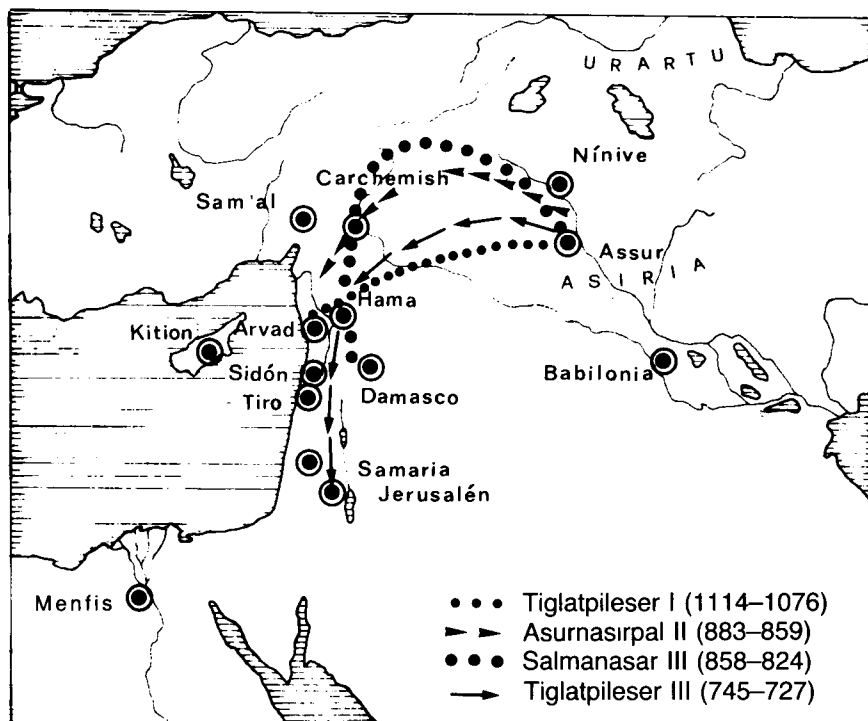 URARTU
Nínive
Carchemish
Sam'al
Assur
ASIRIA
Hama
Kition
Arvad
Sidón
Babilonia
Tiro
Damasco
Samaria
Jerusalén
Menfis
Tiglatpileser I (1114–1076)
Asurnasırpal II (883–859)
Salmanasar III (858–824)
Tiglatpileser III (745–727)